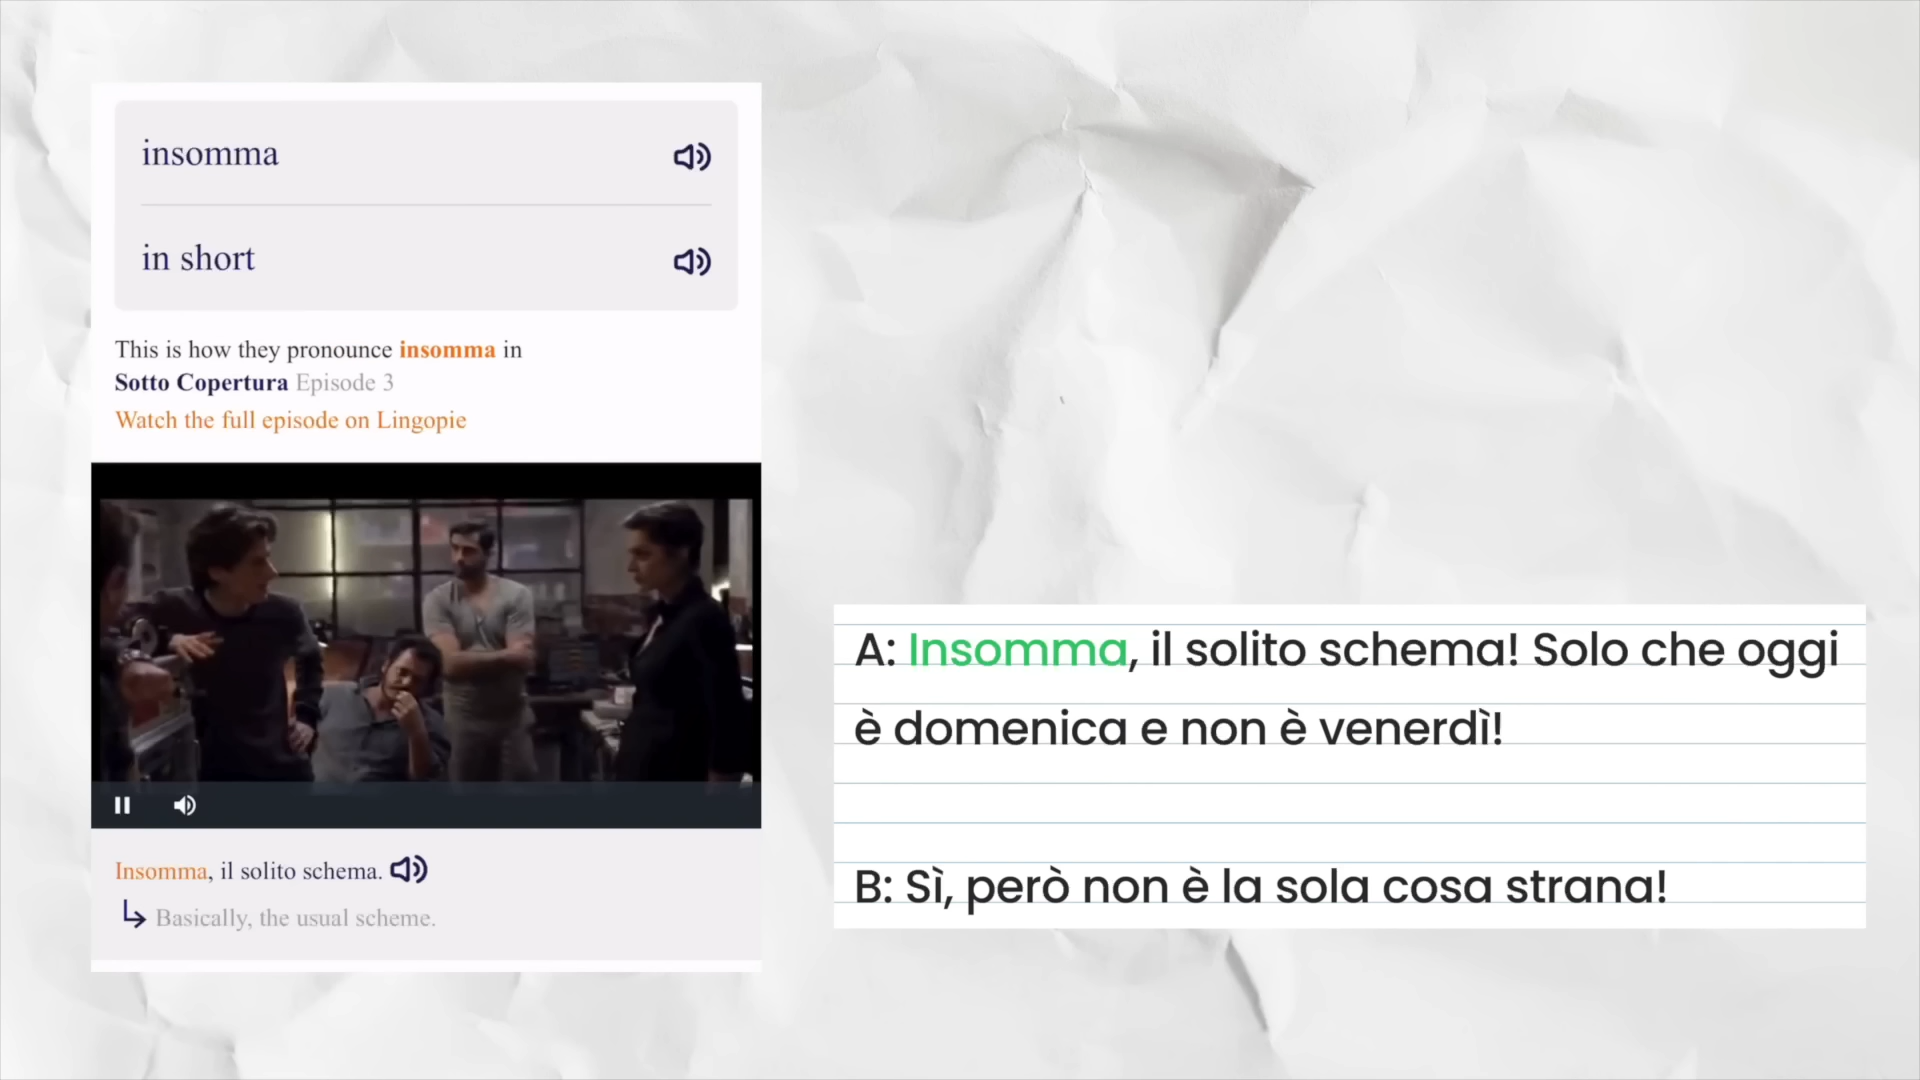 insomma
in short
This is how they pronounce insomma in
Sotto Copertura Episode 3
Watch the full episode on Lingopie
Insomma, il solito schema.
Basically, the usual scheme.
A: Insomma, il solito schema! Solo che oggi
è domenica e non è venerdì!
B: Sì, però non è la sola cosa strana!